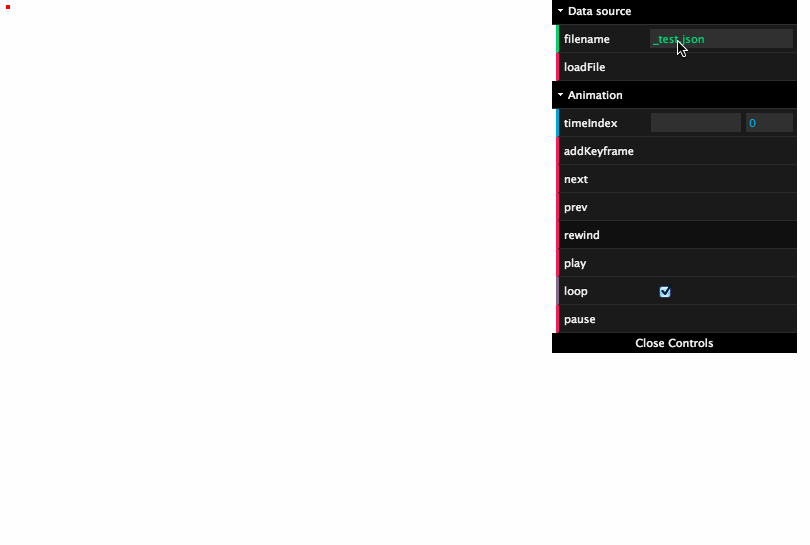 Data source
filename _test.json
loadFile
Animation
timeIndex 0
addKeyframe
next
prev
rewind
play
loop
pause
Close Controls